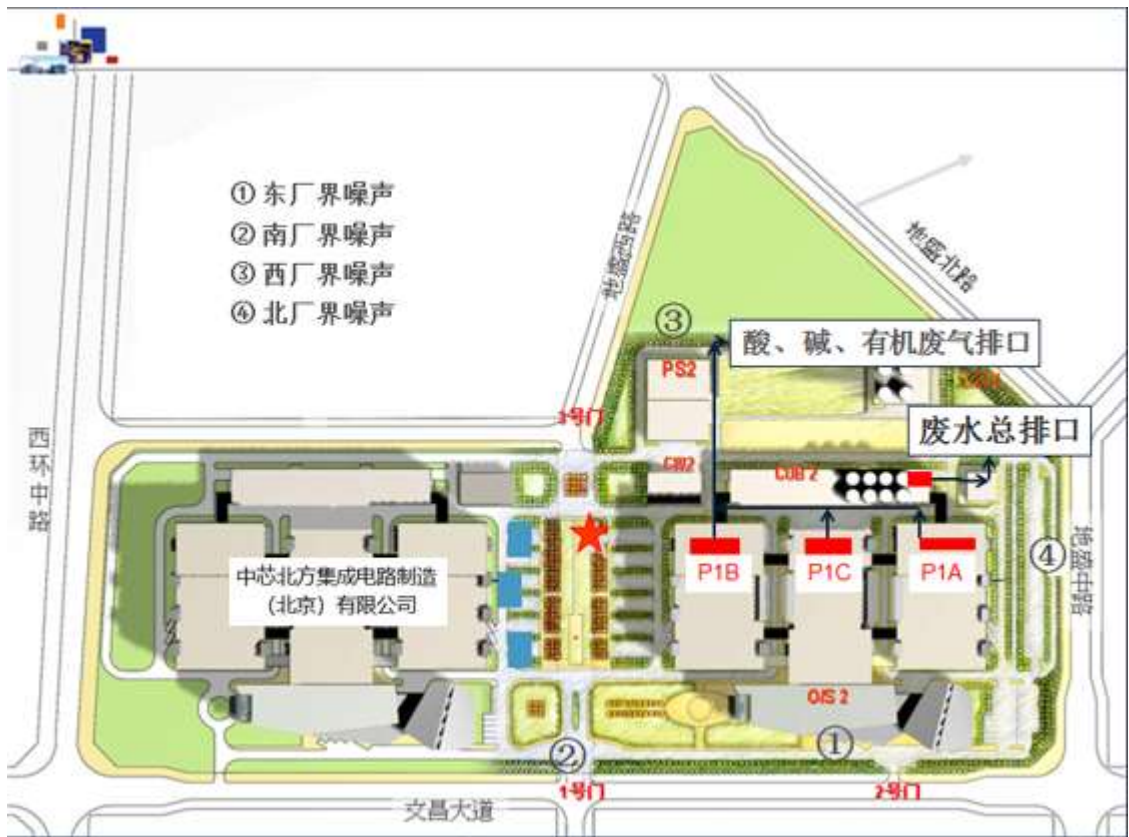 ① 东厂界噪声
② 南厂界噪声
③ 西厂界噪声
④ 北厂界噪声
地盛西路
地盛北路
③
酸、碱、有机废气排口
PS2
3号门
废水总排口
西环中路
GW2
CUB 2
④
地盛中路
中芯北方集成电路制造
（北京）有限公司
P1B
P1C
P1A
O/S 2
②
①
1号门
2号门
文昌大道